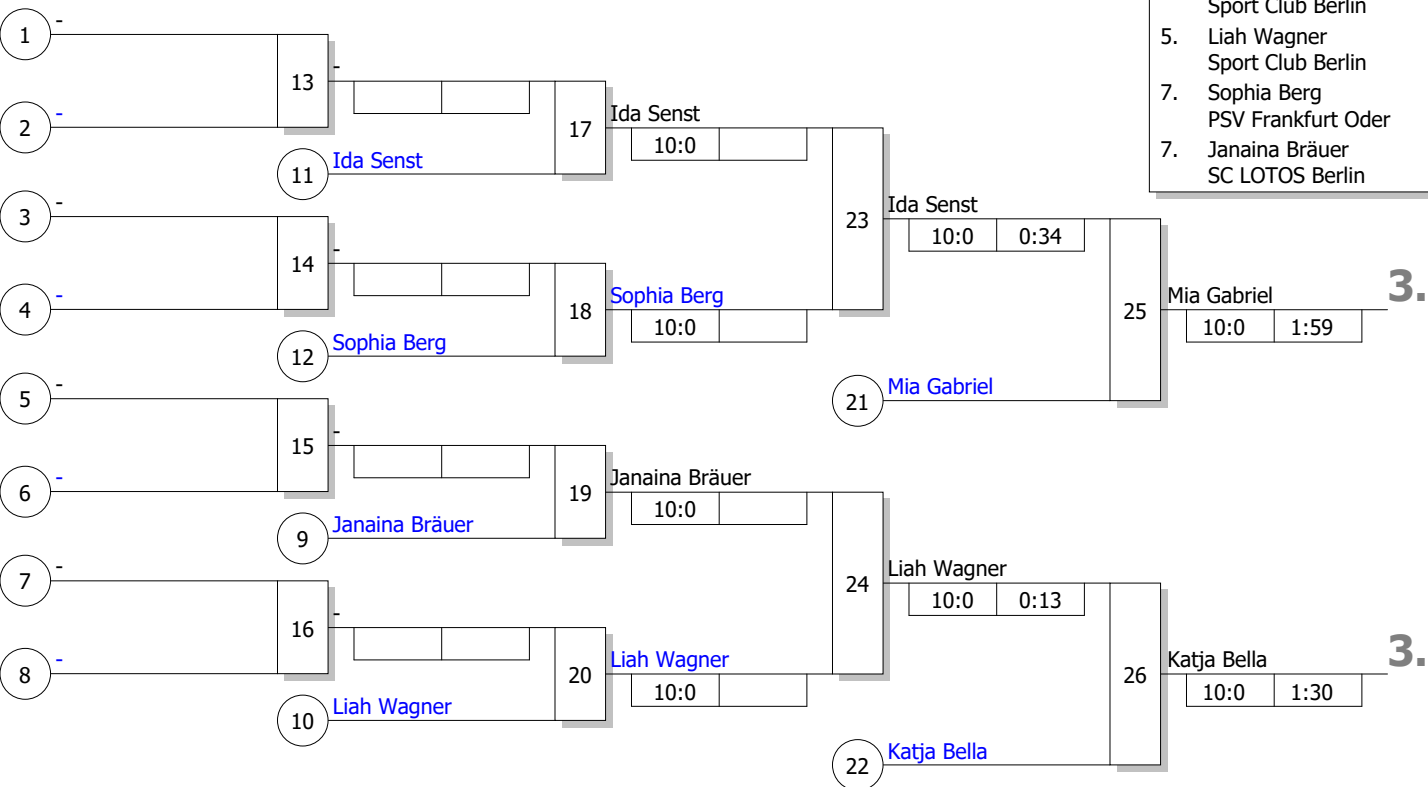 Sport Club Berlin
5. Liah Wagner
Sport Club Berlin
7. Sophia Berg
PSV Frankfurt Oder
7. Janaina Bräuer
SC LOTOS Berlin
1 -
2 -
13 -
17 Ida Senst
10:0
11 Ida Senst
3 -
4 -
14 -
18 Sophia Berg
10:0
12 Sophia Berg
23 Ida Senst
10:0 0:34
21 Mia Gabriel
25 Mia Gabriel 3.
10:0 1:59
5 -
6 -
15 -
19 Janaina Bräuer
10:0
9 Janaina Bräuer
7 -
8 -
16 -
20 Liah Wagner
10:0
10 Liah Wagner
24 Liah Wagner
10:0 0:13
22 Katja Bella
26 Katja Bella 3.
10:0 1:30